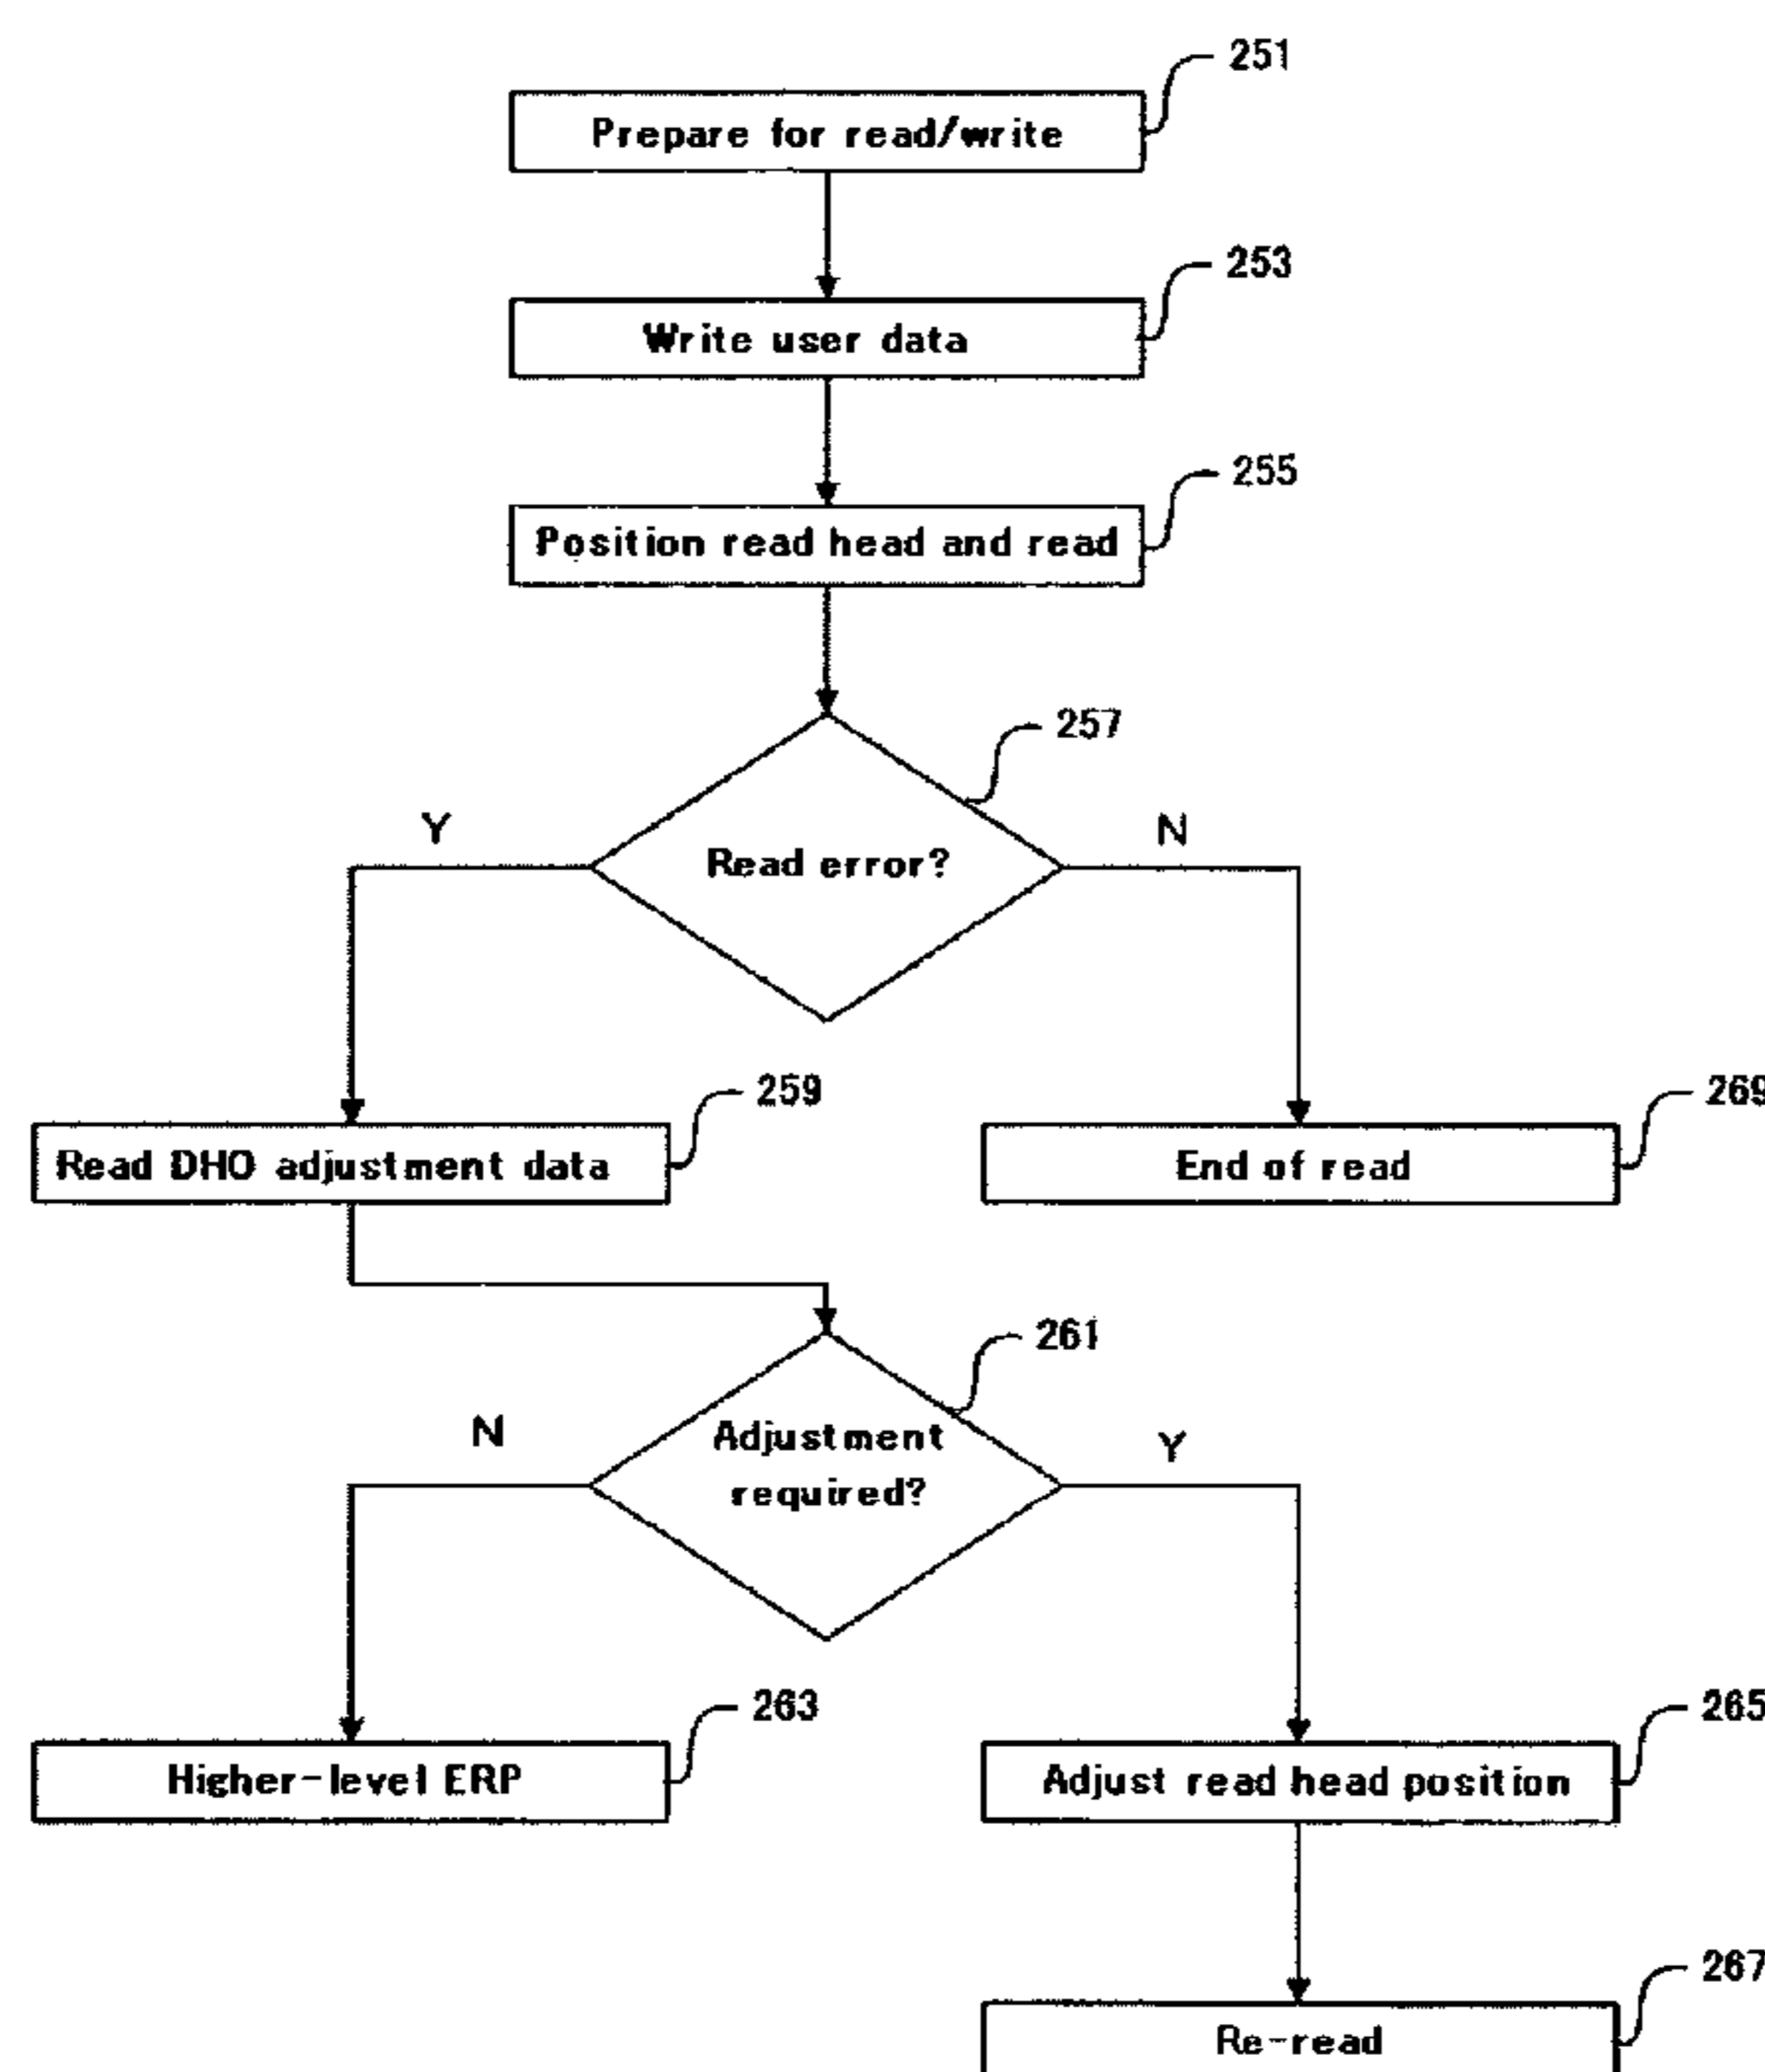 251
Prepare for read/write
253
Write user data
255
Position read head and read
257
Y
N
Read error?
259
269
Read DHO adjustment data
End of read
261
N
Y
Adjustment
required?
263
265
Higher-level ERP
Adjust read head position
267
Re-read